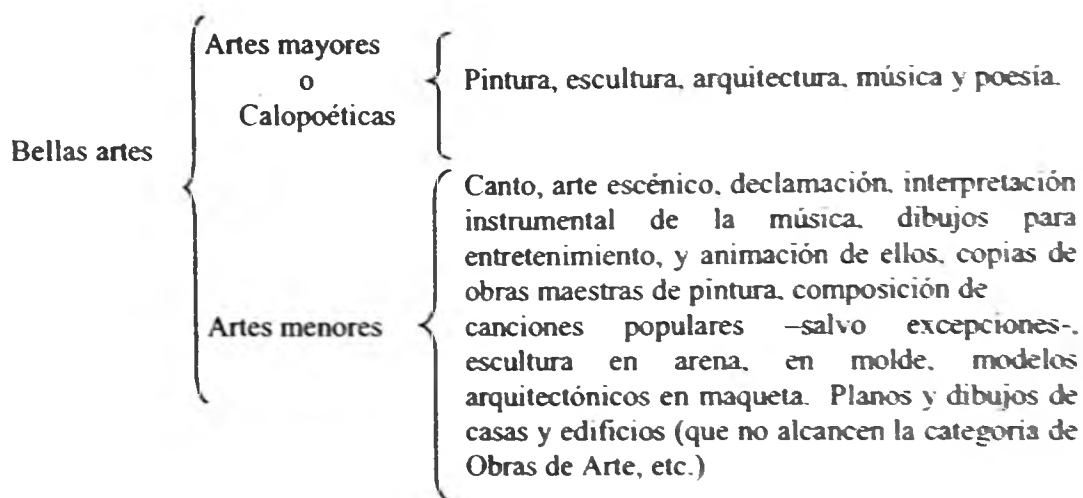 Artes mayores
o
Calopoéticas
Pintura, escultura, arquitectura, música y poesía.
Bellas artes
Canto, arte escénico, declamación, interpretación
instrumental de la música, dibujos para
entretenimiento, y animación de ellos, copias de
obras maestras de pintura, composición de
canciones populares –salvo excepciones-,
escultura en arena, en molde, modelos
arquitectónicos en maqueta. Planos y dibujos de
casas y edificios (que no alcancen la categoria de
Obras de Arte, etc.)
Artes menores